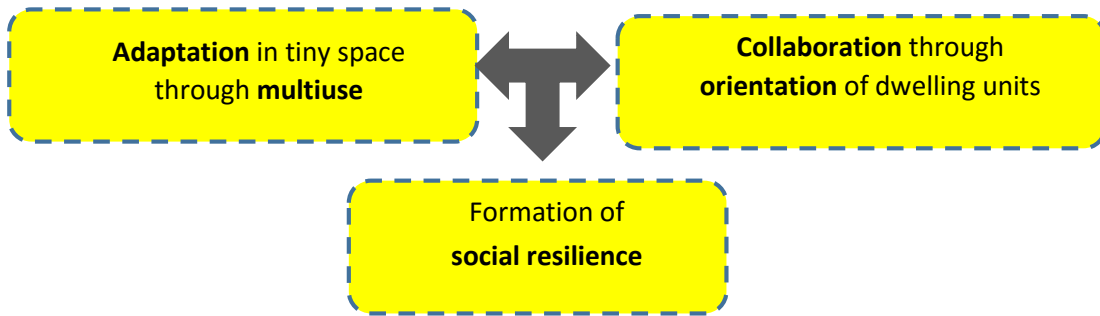 Adaptation in tiny space
through multiuse
Collaboration through
orientation of dwelling units
Formation of
social resilience